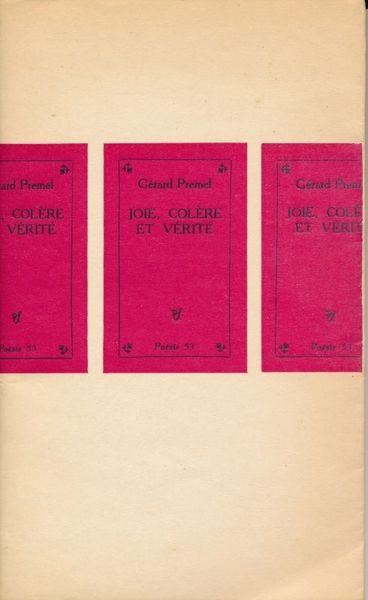 Gérard Premel
JOIE, COLÈRE
ET VÉRITÉ
Poésie 53
ard Premel
, COLÈRE
VÉRITÉ
Poésie 53
Gérard Prem
JOIE, COLÈ
ET VÉRIT
Poésie 53